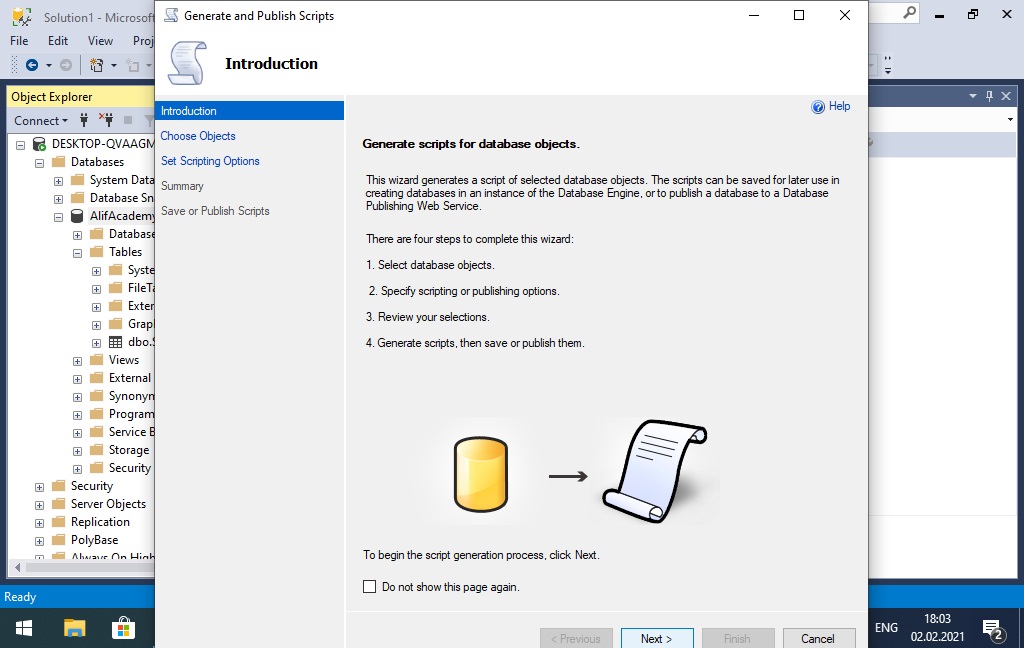 Solution1 - Microsoft
Generate and Publish Scripts
File Edit View
Introduction
Object Explorer
Connect
DESKTOP-QVAAGM
Databases
System Data
Database Sn
AlifAcademy
Database
Tables
Syste
FileTa
Exter
Grap
dbo.S
Views
External
Synonym
Program
Service B
Storage
Security
Security
Server Objects
Replication
PolyBase
Always On High
Introduction
Choose Objects
Set Scripting Options
Summary
Save or Publish Scripts
Help
Generate scripts for database objects.
This wizard generates a script of selected database objects. The scripts can be saved for later use in
creating databases in an instance of the Database Engine, or to publish a database to a Database
Publishing Web Service.
There are four steps to complete this wizard:
1. Select database objects.
2. Specify scripting or publishing options.
3. Review your selections.
4. Generate scripts, then save or publish them.
To begin the script generation process, click Next.
Do not show this page again.
< Previous Next > Finish Cancel
Ready
ENG
18:03
02.02.2021
2